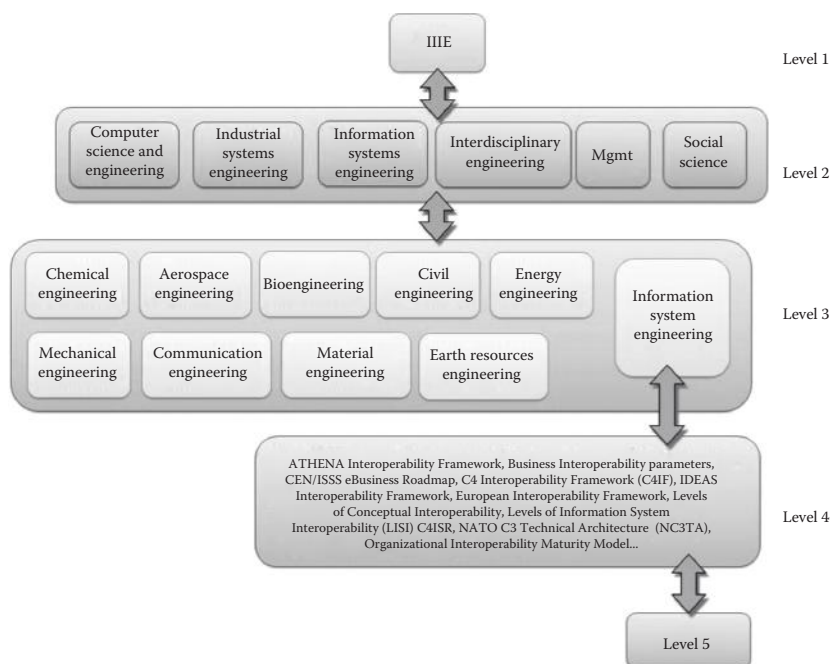 IIIE
Level 1
Computer
science and
engineering
Industrial
systems
engineering
Information
systems
engineering
Interdisciplinary
engineering
Mgmt
Social
science
Level 2
Chemical
engineering
Aerospace
engineering
Bioengineering
Civil
engineering
Energy
engineering
Information
system
engineering
Level 3
Mechanical
engineering
Communication
engineering
Material
engineering
Earth resources
engineering
ATHENA Interoperability Framework, Business Interoperability parameters,
CEN/ISSS eBusiness Roadmap, C4 Interoperability Framework (C4IF), IDEAS
Interoperability Framework, European Interoperability Framework, Levels
of Conceptual Interoperability, Levels of Information System
Interoperability (LISI) C4ISR, NATO C3 Technical Architecture (NC3TA),
Organizational Interoperability Maturity Model...
Level 4
Level 5